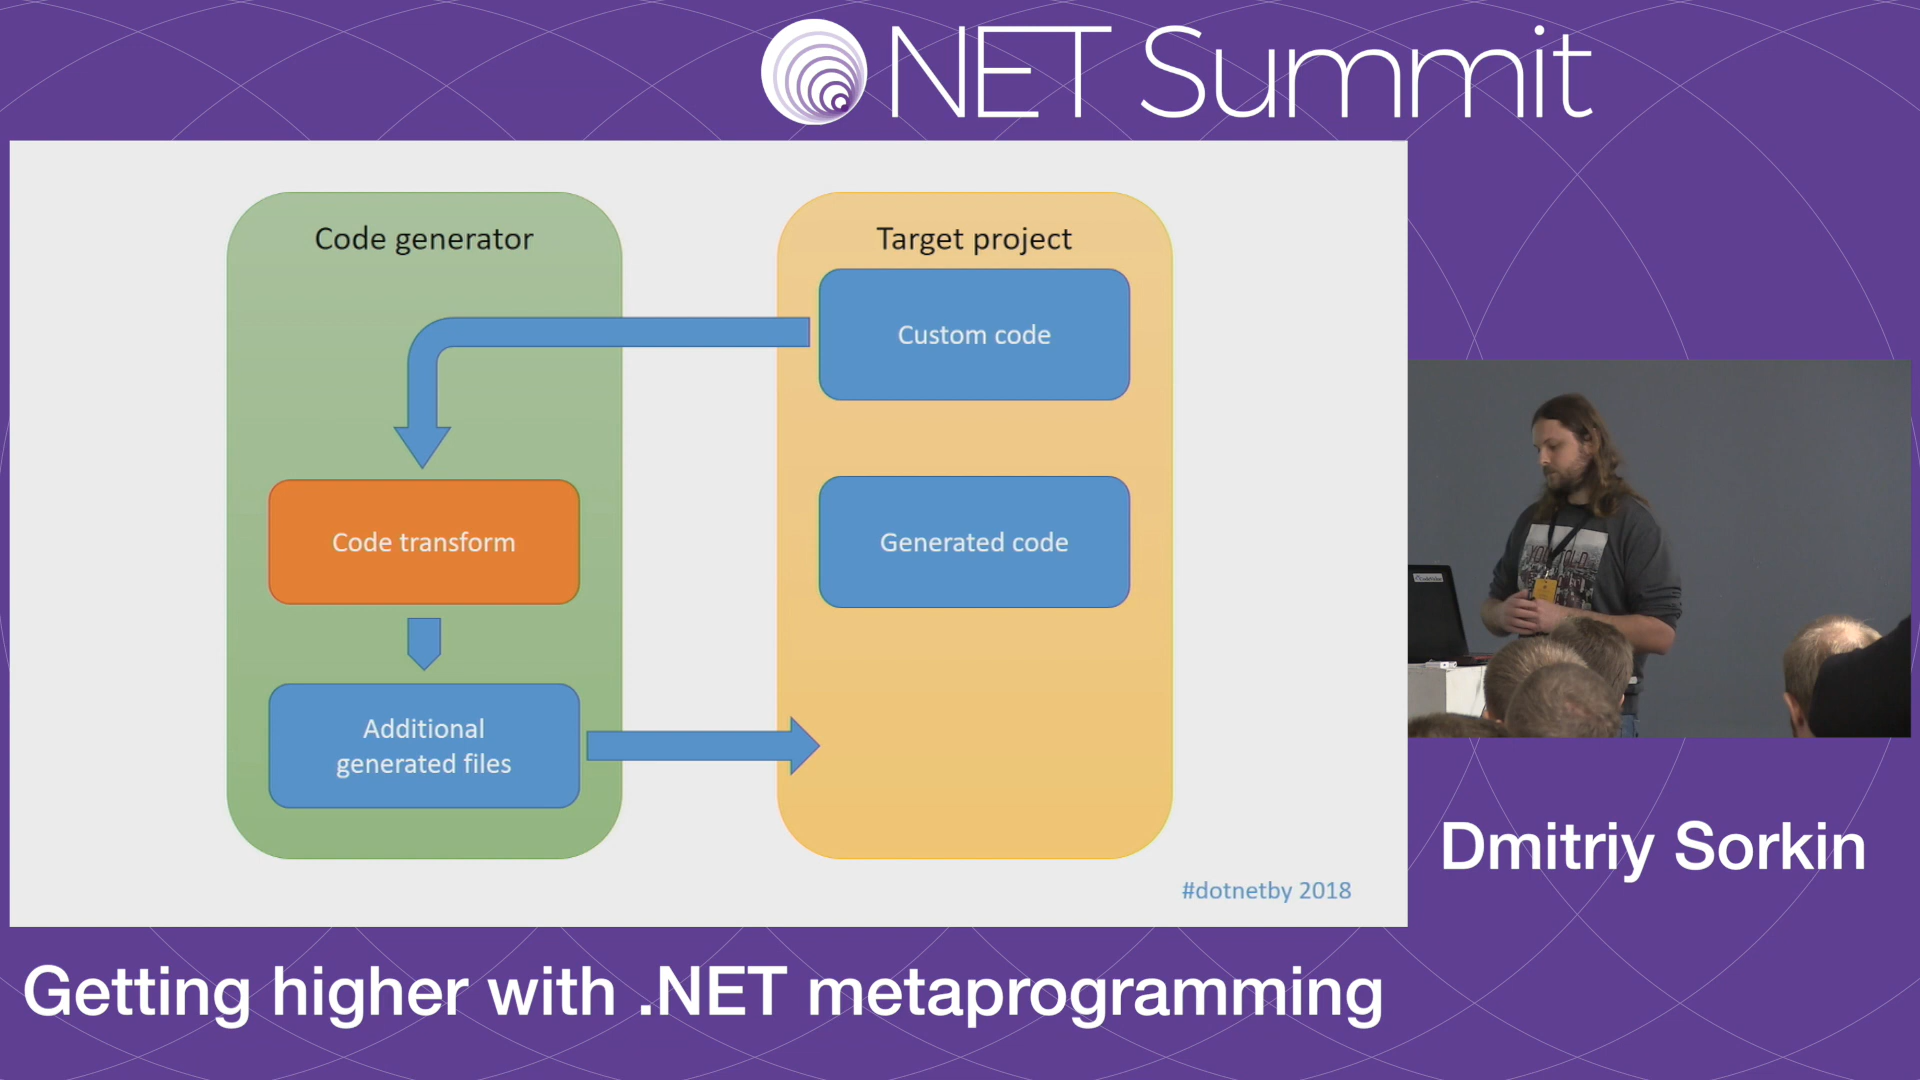 NET Summit
Code generator
Target project
Custom code
Code transform
Generated code
Additional
generated files
#dotnetby 2018
Dmitriy Sorkin
Getting higher with .NET metaprogramming